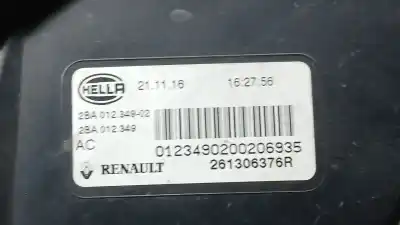 HELLA 21.11.16 16:27:56
2BA 012.349-02
2BA 012.349
AC 0123490200206935
RENAULT 261306376R